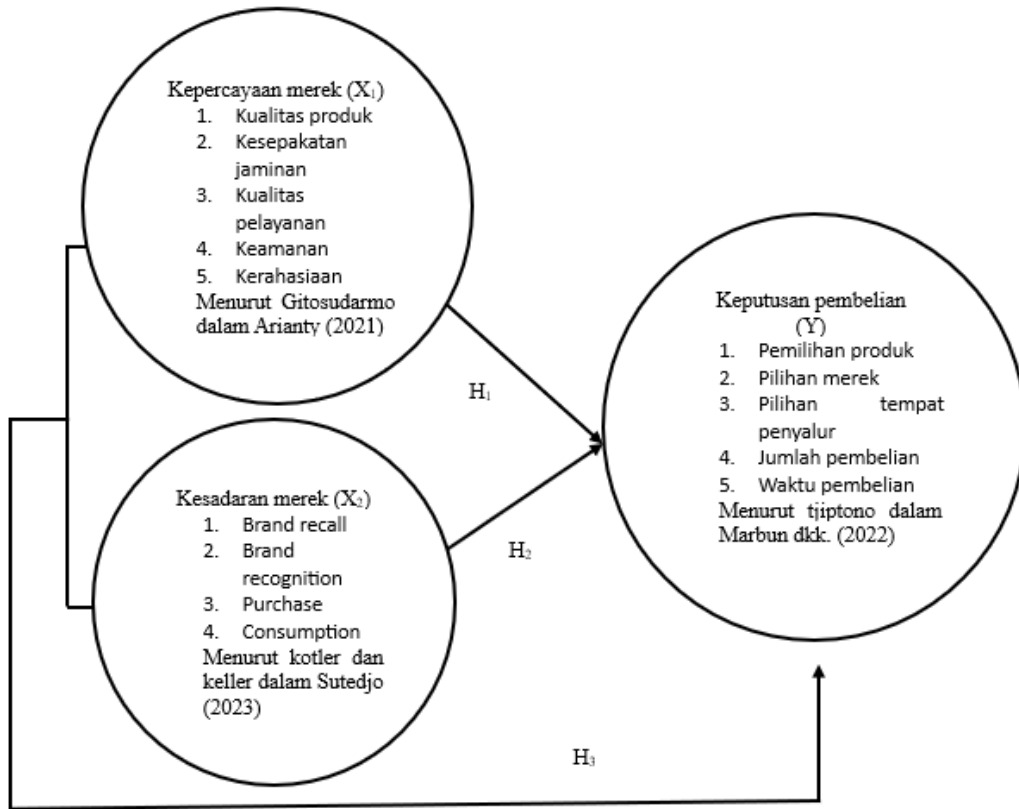 Kepercayaan merek (X₁)
1. Kualitas produk
2. Kesepakatan
jaminan
3. Kualitas
pelayanan
4. Keamanan
5. Kerahasiaan
Menurut Gitosudarmo
dalam Arianty (2021)
H₁
Kesadaran merek (X₂)
1. Brand recall
2. Brand
recognition
3. Purchase
4. Consumption
Menurut kotler dan
keller dalam Sutedjo
(2023)
H₂
Keputusan pembelian
(Y)
1. Pemilihan produk
2. Pilihan merek
3. Pilihan tempat
penyalur
4. Jumlah pembelian
5. Waktu pembelian
Menurut tjiptono dalam
Marbun dkk. (2022)
H₃